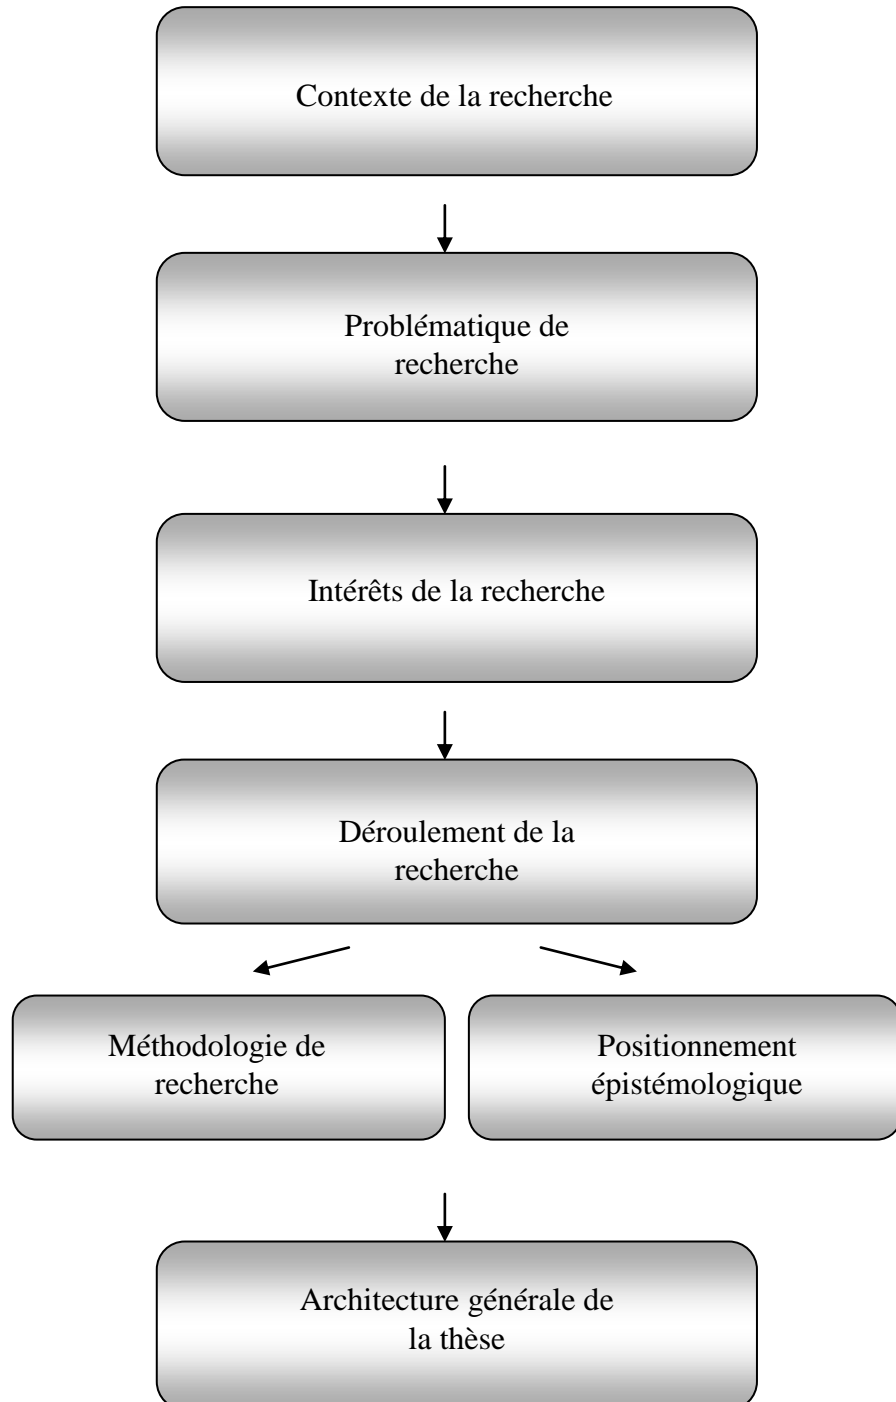 Contexte de la recherche
Problématique de
recherche
Intérêts de la recherche
Déroulement de la
recherche
Méthodologie de
recherche
Positionnement
épistémologique
Architecture générale de
la thèse